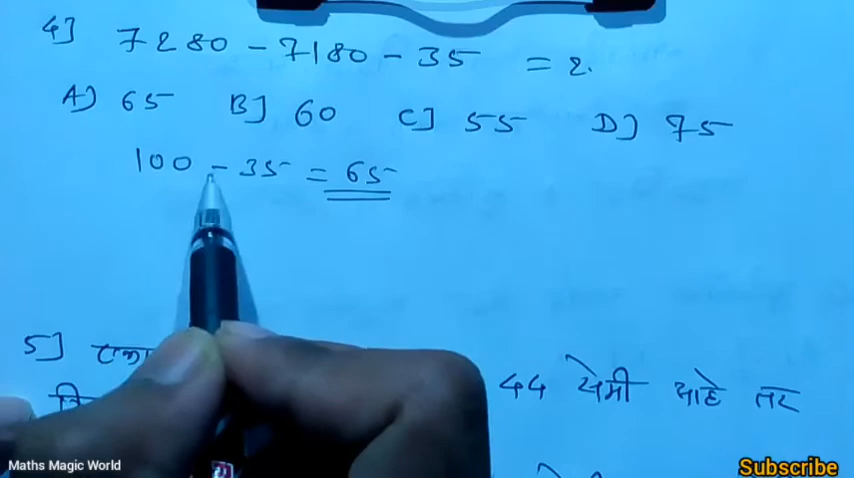 4] 7280 - 7180 - 35 = ?
A) 65 B] 60 C] 55 D] 75
100 - 35 = 65
5]
44 सेमी आहे तर
Maths Magic World
Subscribe